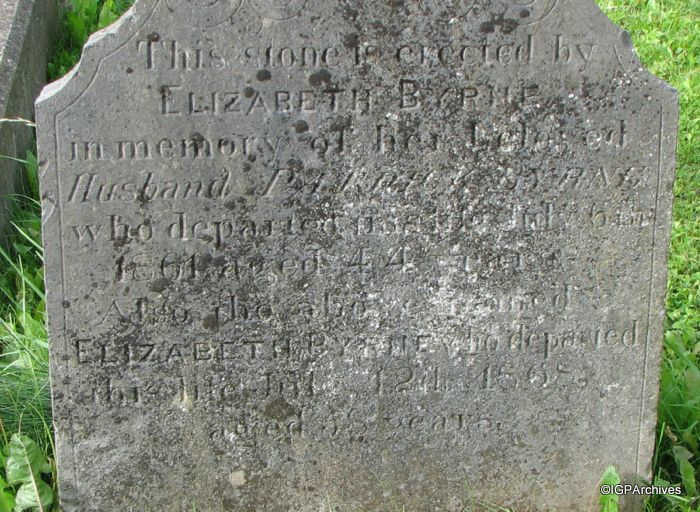 This stone is erected by
ELIZABETH BYRNE
in memory of her beloved
Husband PATRICK BYRNE
who departed this life July 6th
1861 aged 44 years
Also the above named
ELIZABETH BYRNE who departed
this life 12th 1868
aged years
©IGPArchives